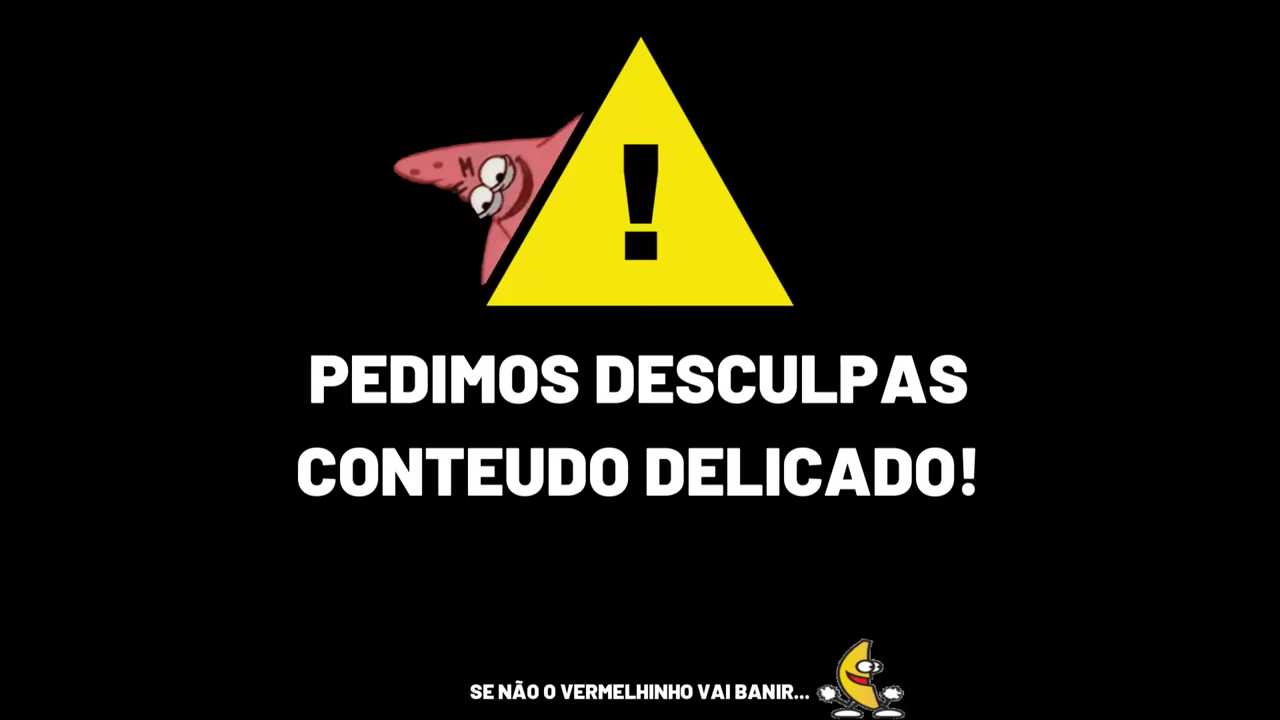 !
PEDIMOS DESCULPAS
CONTEUDO DELICADO!
SE NÃO O VERMELHINHO VAI BANIR...